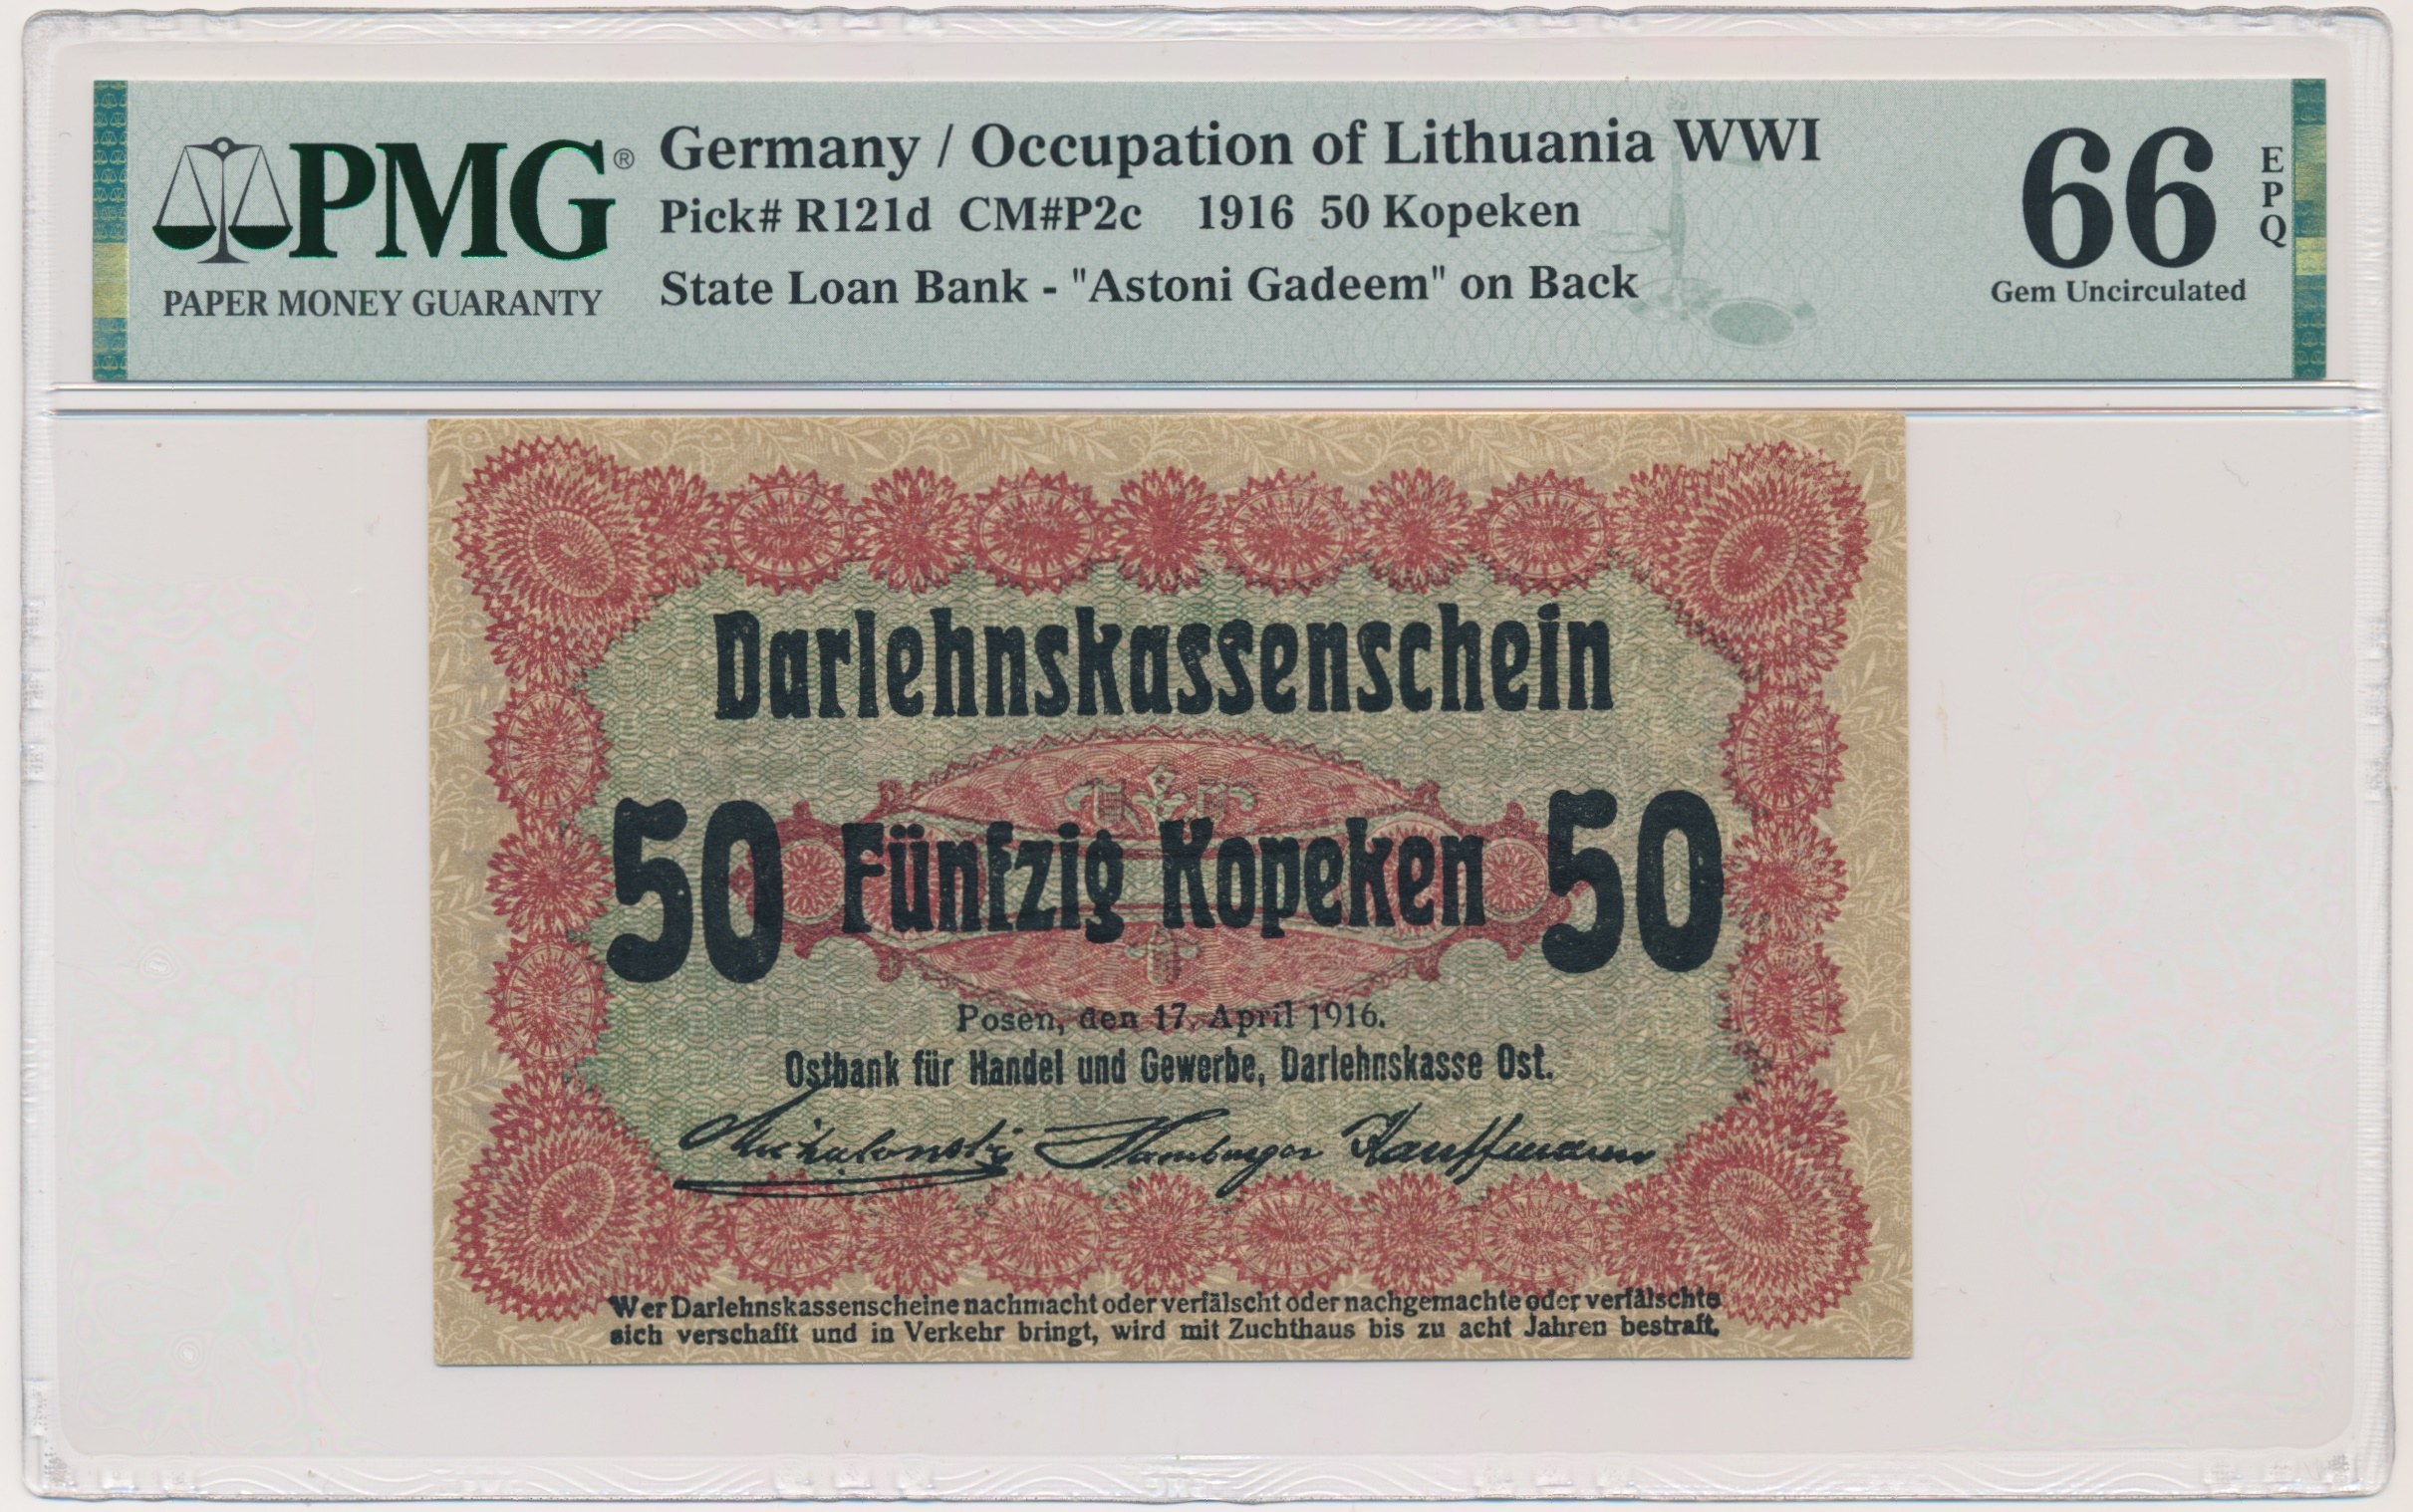 PMG®
PAPER MONEY GUARANTY
Germany / Occupation of Lithuania WWI
Pick# R121d CM#P2c 1916 50 Kopeken
State Loan Bank - "Astoni Gadeem" on Back
66
EPQ
Gem Uncirculated
Darlehnskassenschein
50 Fünfzig Kopeken 50
Posen, den 17. April 1916.
Ostbank für Handel und Gewerbe, Darlehnskasse Ost.
Michalowski Hamburger Kauffmann
Wer Darlehnskassenscheine nachmacht oder verfälscht oder nachgemachte oder verfälschte
sich verschafft und in Verkehr bringt, wird mit Zuchthaus bis zu acht Jahren bestraft.